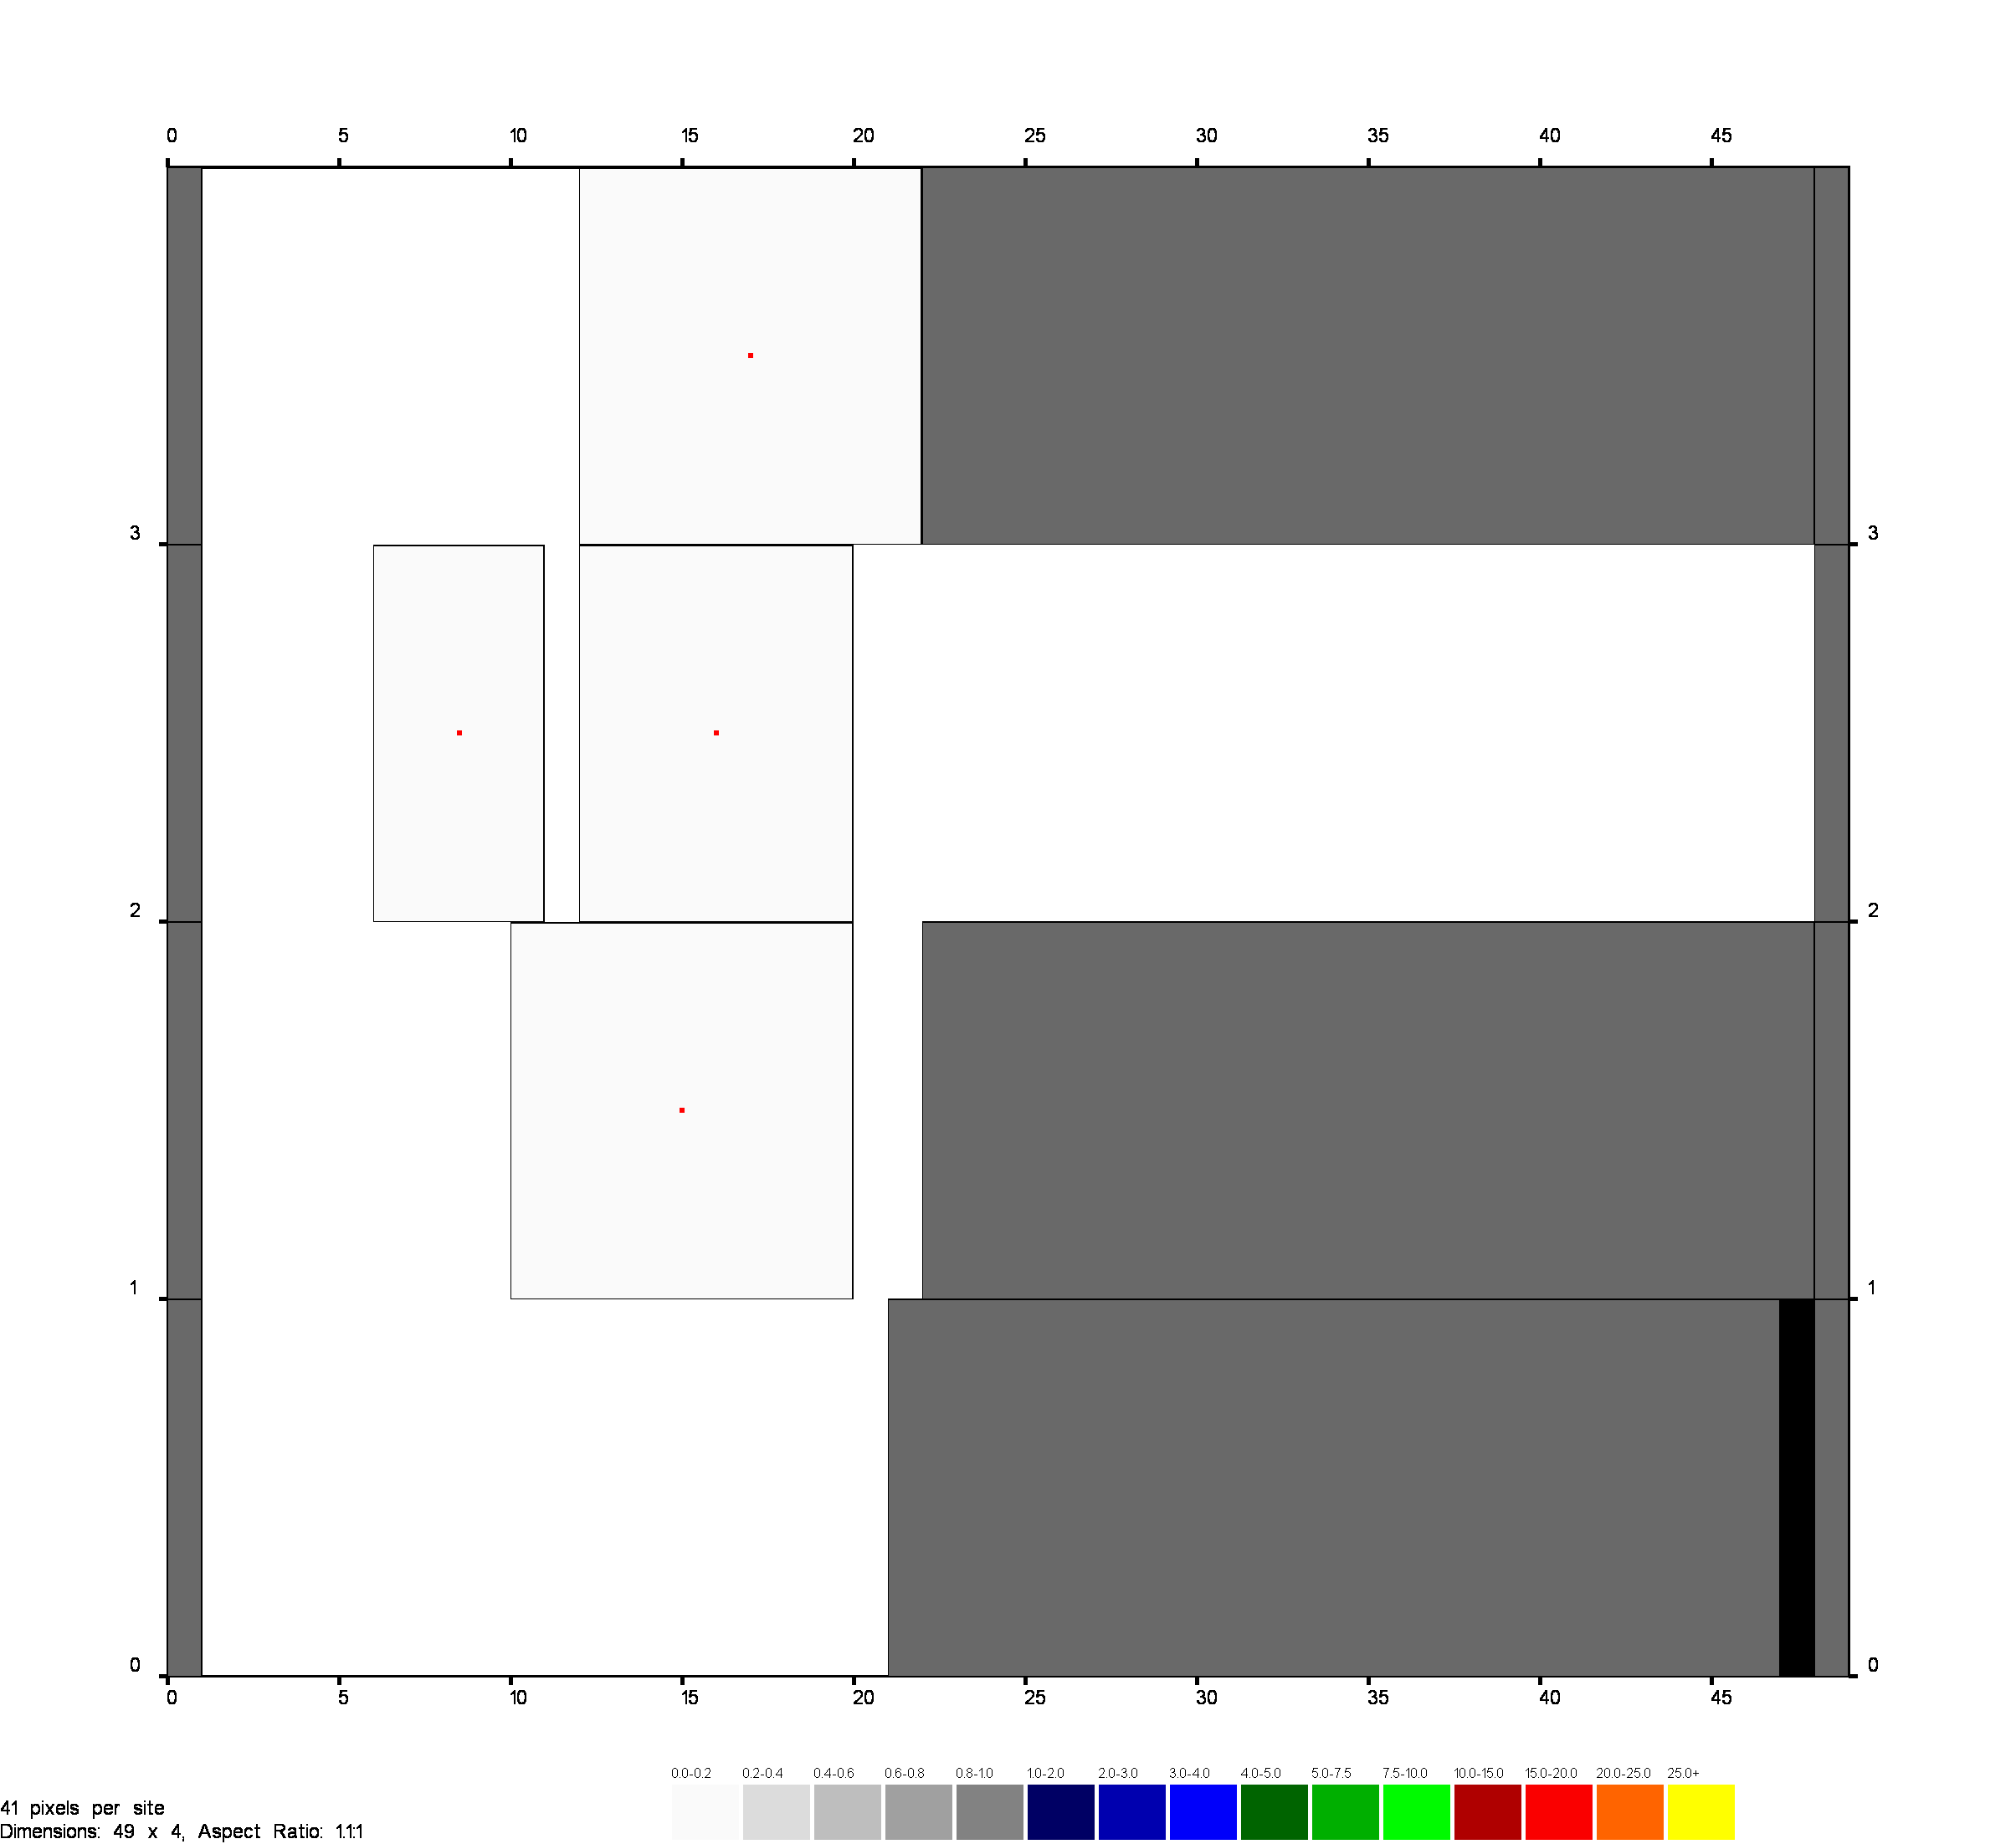 0 5 10 15 20 25 30 35 40 45
3 3
2 2
1 1
0 0
0 5 10 15 20 25 30 35 40 45
0.0-0.2 0.2-0.4 0.4-0.6 0.6-0.8 0.8-1.0 1.0-2.0 2.0-3.0 3.0-4.0 4.0-5.0 5.0-7.5 7.5-10.0 10.0-15.0 15.0-20.0 20.0-25.0 25.0+
41 pixels per site
Dimensions: 49 x 4, Aspect Ratio: 1.1:1